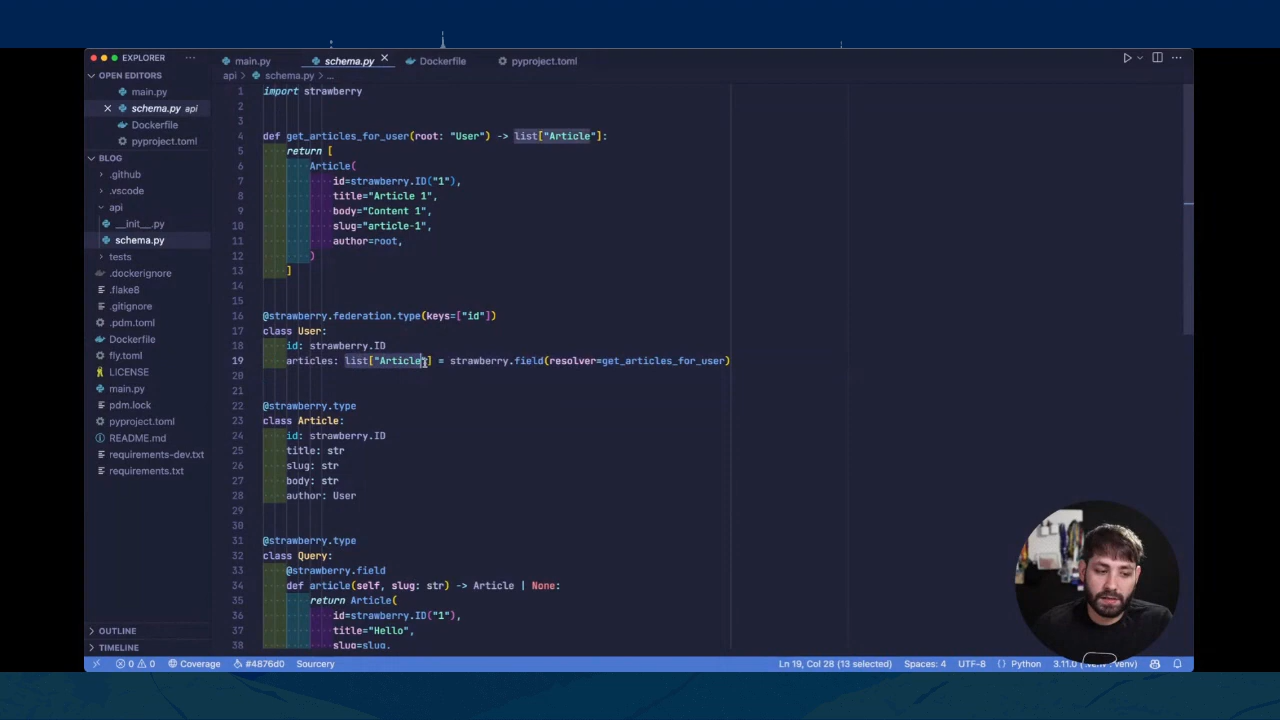 EXPLORER
···
main.py
schema.py
Dockerfile
pyproject.toml
OPEN EDITORS
api > schema.py > ...
main.py
schema.py api
Dockerfile
pyproject.toml
BLOG
.github
.vscode
api
__init__.py
schema.py
tests
.dockerignore
.flake8
.gitignore
.pdm.toml
Dockerfile
fly.toml
LICENSE
main.py
pdm.lock
pyproject.toml
README.md
requirements-dev.txt
requirements.txt
OUTLINE
TIMELINE
1 import strawberry
2
3
4 def get_articles_for_user(root: "User") -> list["Article"]:
5 return [
6 Article(
7 id=strawberry.ID("1"),
8 title="Article 1",
9 body="Content 1",
10 slug="article-1",
11 author=root,
12 )
13 ]
14
15
16 @strawberry.federation.type(keys=["id"])
17 class User:
18 id: strawberry.ID
19 articles: list["Article"] = strawberry.field(resolver=get_articles_for_user)
20
21
22 @strawberry.type
23 class Article:
24 id: strawberry.ID
25 title: str
26 slug: str
27 body: str
28 author: User
29
30
31 @strawberry.type
32 class Query:
33 @strawberry.field
34 def article(self, slug: str) -> Article | None:
35 return Article(
36 id=strawberry.ID("1"),
37 title="Hello",
38 slug=slug,
0 0 Coverage #4876d0 Sourcery
Ln 19, Col 28 (13 selected) Spaces: 4 UTF-8 Python 3.11.0